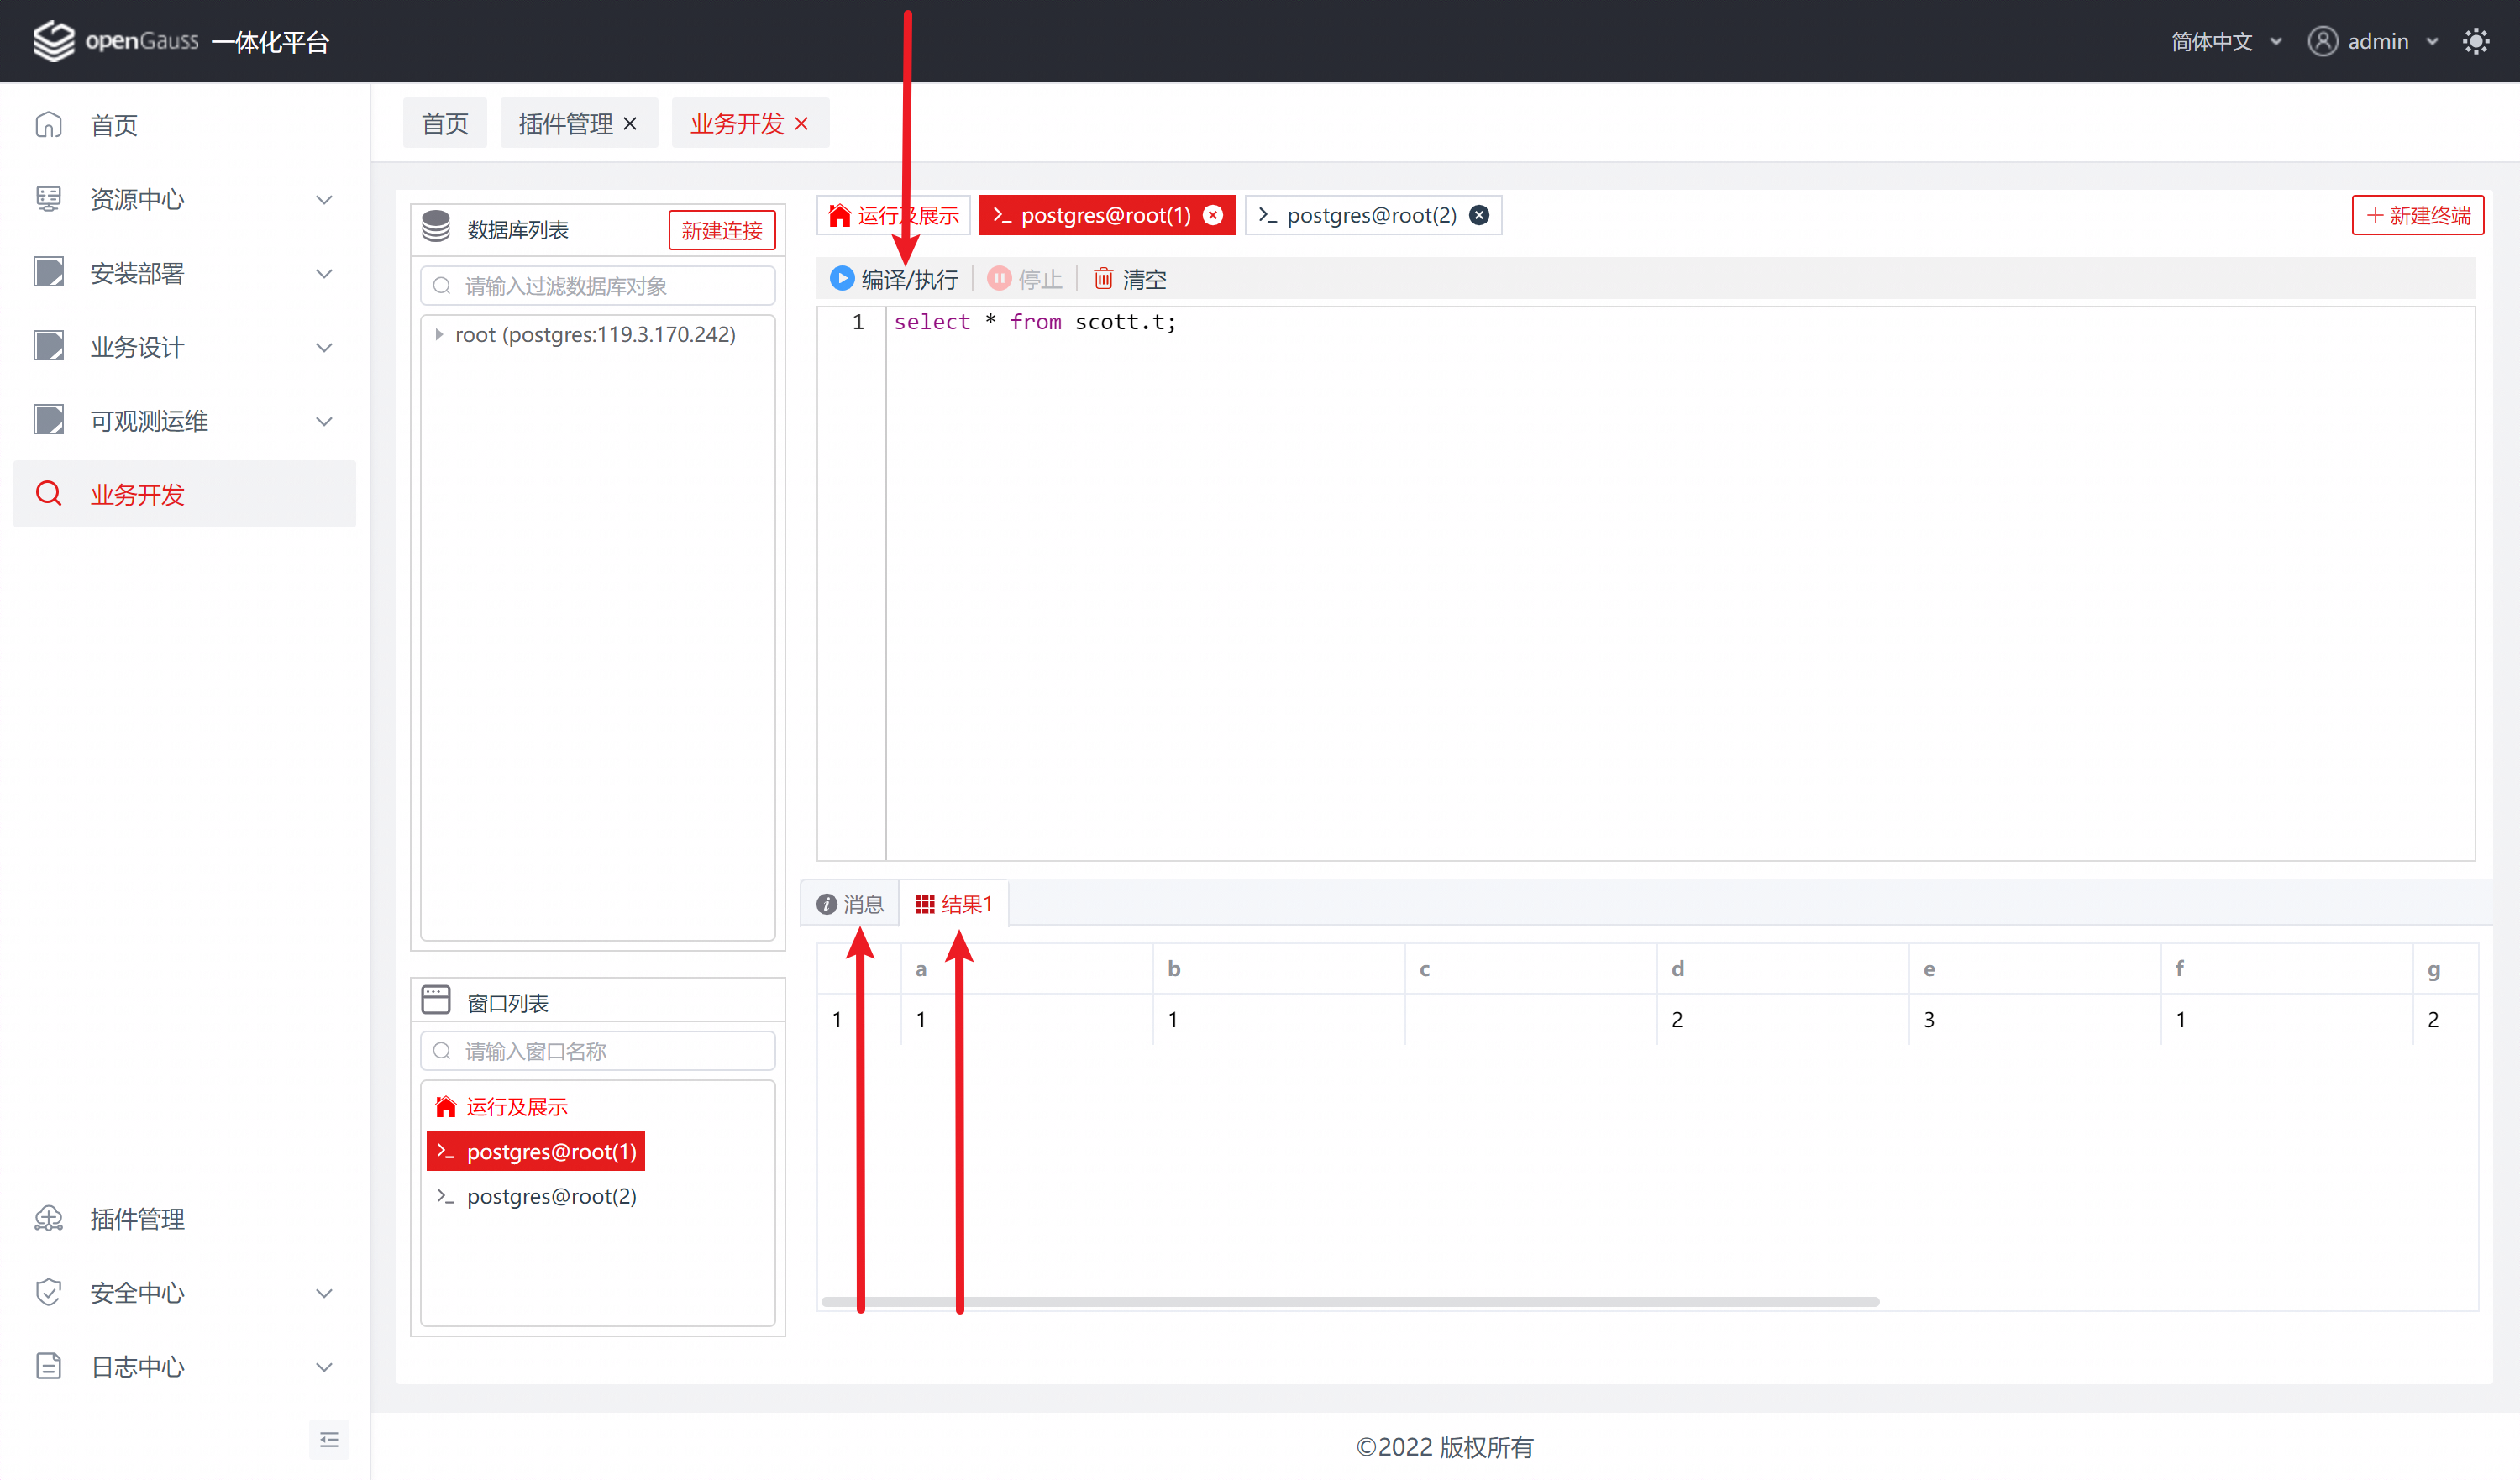 openGauss 一体化平台
简体中文 admin
首页
资源中心
安装部署
业务设计
可观测运维
业务开发
插件管理
安全中心
日志中心
首页 插件管理 业务开发
数据库列表 新建连接
请输入过滤数据库对象
root (postgres:119.3.170.242)
窗口列表
请输入窗口名称
运行及展示
postgres@root(1)
postgres@root(2)
运行及展示 postgres@root(1) postgres@root(2) 新建终端
编译/执行 停止 清空
1 select * from scott.t;
消息 结果1
a b c d e f g
1 1 1 2 3 1 2
©2022 版权所有